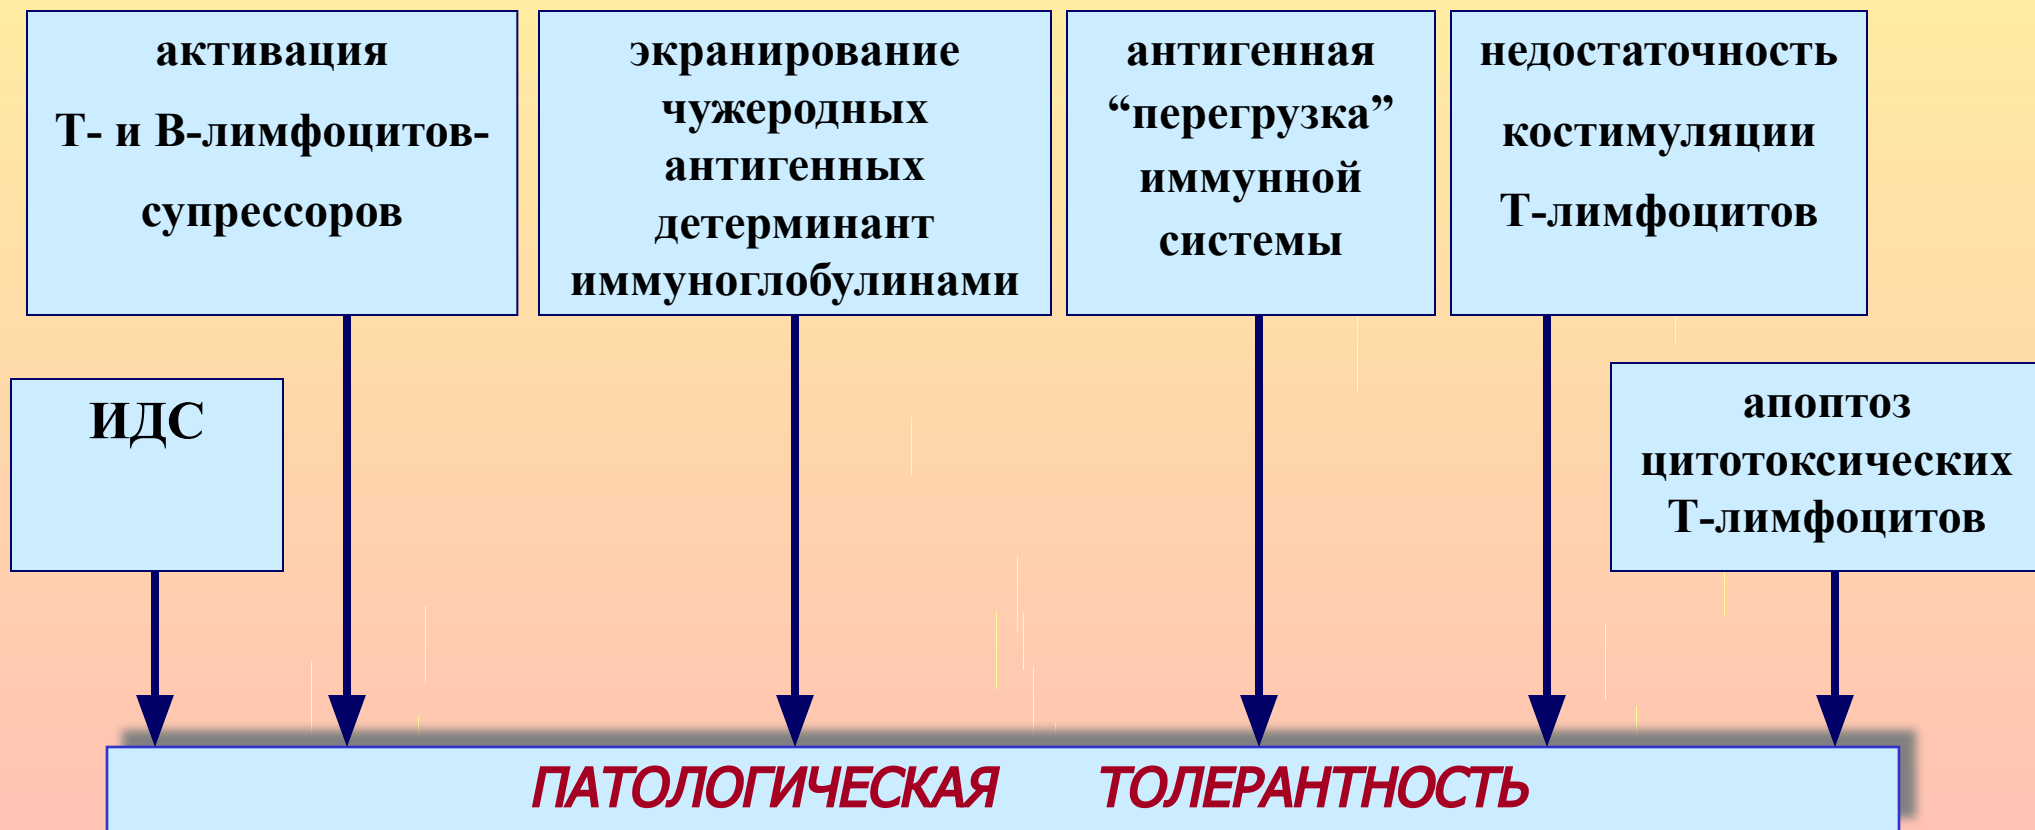 активация
Т- и В-лимфоцитов-
супрессоров
экранирование
чужеродных
антигенных
детерминант
иммуноглобулинами
антигенная
“перегрузка”
иммунной
системы
недостаточность
костимуляции
Т-лимфоцитов
ИДС
апоптоз
цитотоксических
Т-лимфоцитов
ПАТОЛОГИЧЕСКАЯ ТОЛЕРАНТНОСТЬ